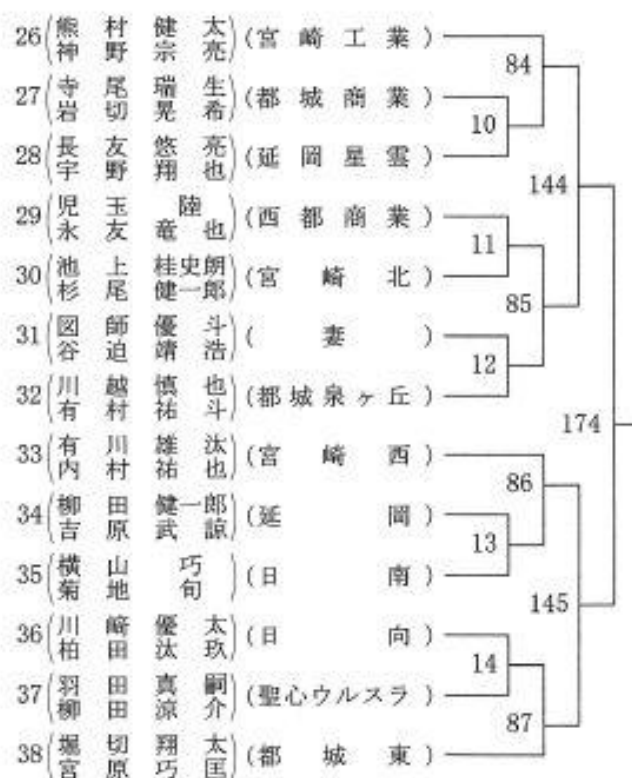 26 熊村健太 (宮崎工業)
神野宗亮
84
27 寺尾瑞生 (都城商業)
岩切晃希
10
28 長友悠亮 (延岡星雲)
宇野翔也
144
29 児玉陸 (西都商業)
永友竜也
11
30 池上桂史朗 (宮崎北)
杉尾健一郎
85
31 図師優斗 (妻)
谷迫靖浩
12
32 川越慎也 (都城泉ヶ丘)
有村祐斗
174
33 有川雄汰 (宮崎西)
内村祐也
86
34 柳田健一郎 (延岡)
吉原武諒
13
35 横山巧 (日南)
菊地旬
145
36 川崎優太 (日向)
柏田汰玖
14
37 羽田真嗣 (聖心ウルスラ)
柳田涼介
87
38 堀切翔太 (都城東)
宮原巧匡